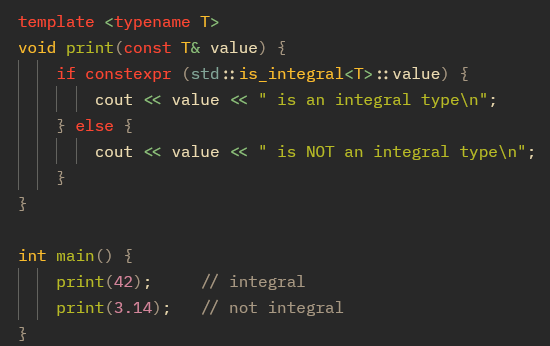 template <typename T>
void print(const T& value) {
    if constexpr (std::is_integral<T>::value) {
        cout << value << " is an integral type\n";
    } else {
        cout << value << " is NOT an integral type\n";
    }
}

int main() {
    print(42);     // integral
    print(3.14);   // not integral
}